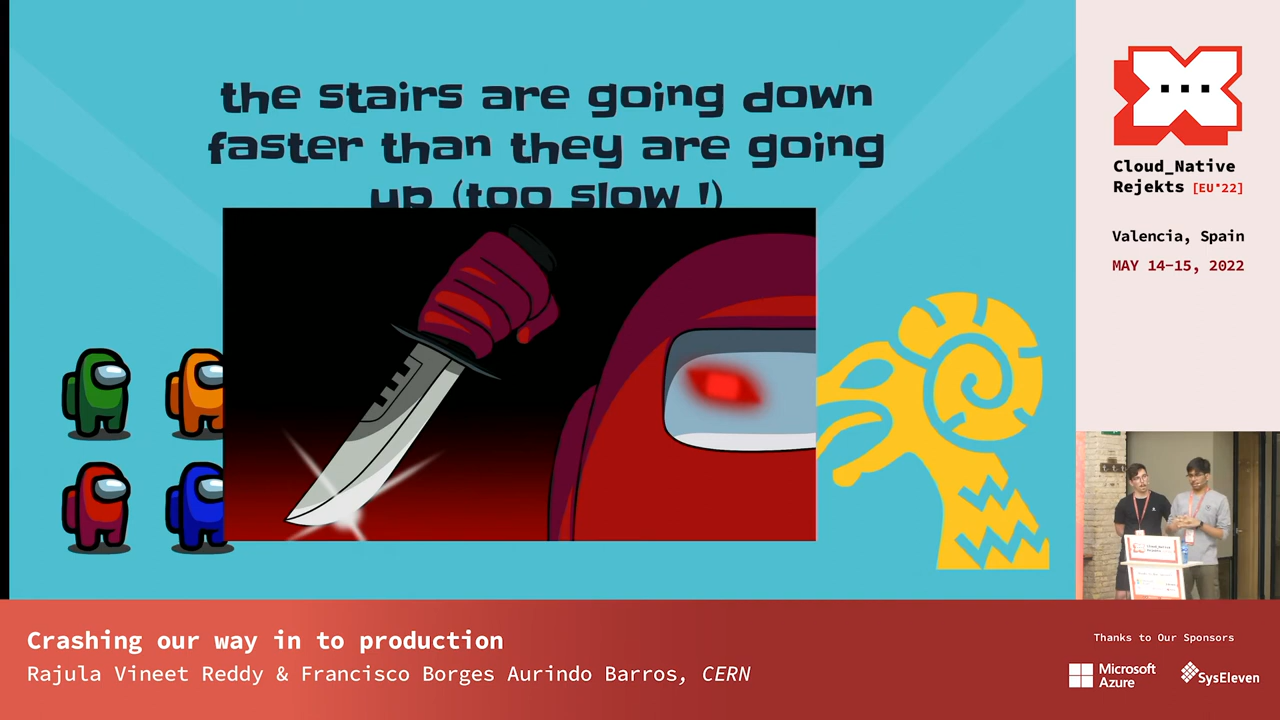 the stairs are going down
faster than they are going
up (too slow !)
Cloud_Native
Rejekts [EU*22]
Valencia, Spain
MAY 14-15, 2022
Crashing our way in to production
Rajula Vineet Reddy & Francisco Borges Aurindo Barros, CERN
Thanks to Our Sponsors
Microsoft
Azure
SysEleven